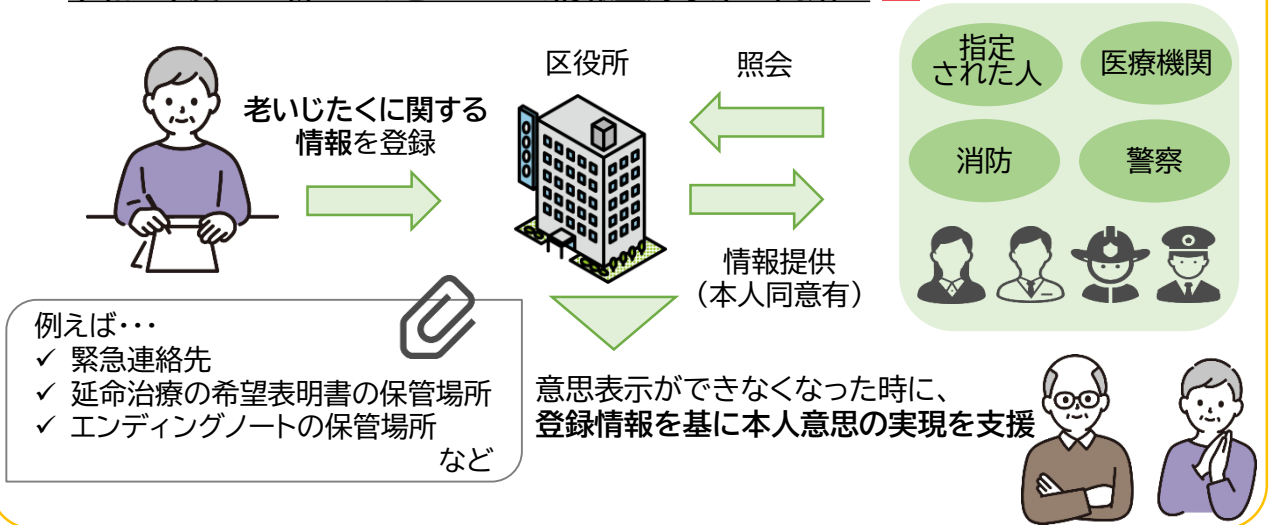 老いじたくに関する
情報を登録
区役所
照会
情報提供
（本人同意有）
指定
された人
医療機関
消防
警察
例えば・・・
✓ 緊急連絡先
✓ 延命治療の希望表明書の保管場所
✓ エンディングノートの保管場所
など
意思表示ができなくなった時に、
登録情報を基に本人意思の実現を支援